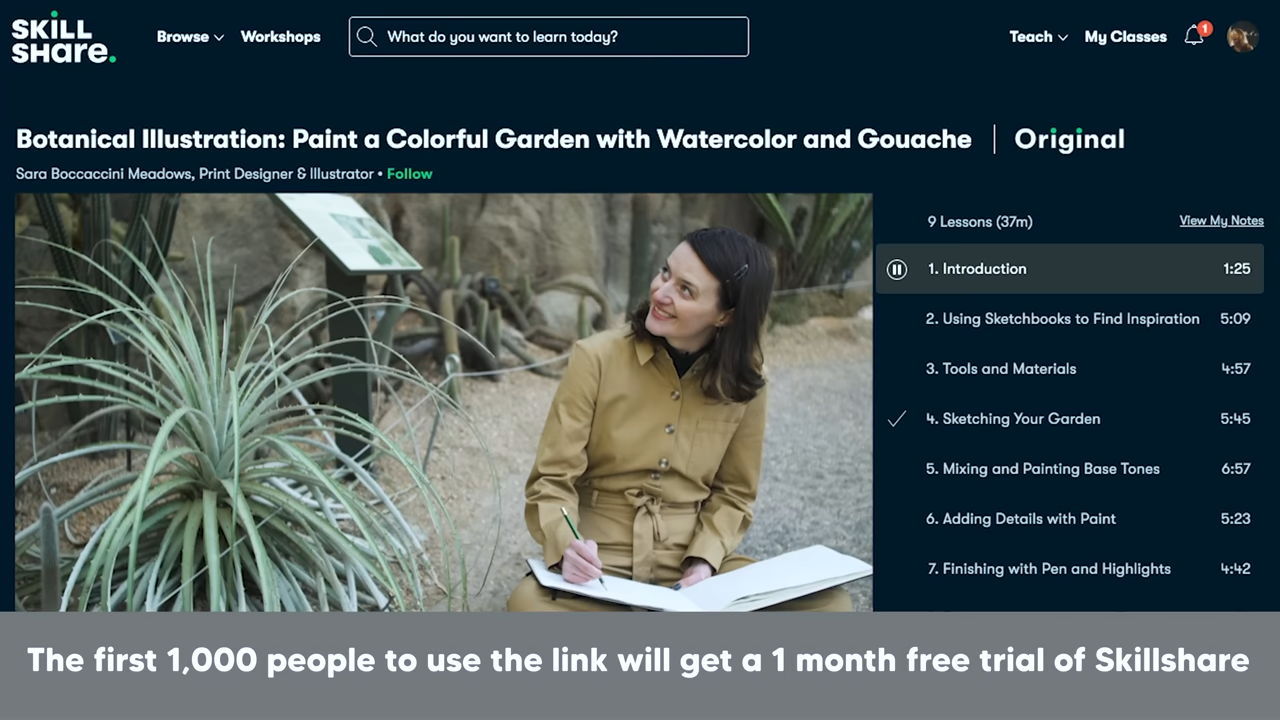 SKILL
SHare.
Browse
Workshops
What do you want to learn today?
Teach
My Classes
1
Botanical Illustration: Paint a Colorful Garden with Watercolor and Gouache | Original
Sara Boccaccini Meadows, Print Designer & Illustrator • Follow
9 Lessons (37m)
View My Notes
1. Introduction 1:25
2. Using Sketchbooks to Find Inspiration 5:09
3. Tools and Materials 4:57
4. Sketching Your Garden 5:45
5. Mixing and Painting Base Tones 6:57
6. Adding Details with Paint 5:23
7. Finishing with Pen and Highlights 4:42
The first 1,000 people to use the link will get a 1 month free trial of Skillshare